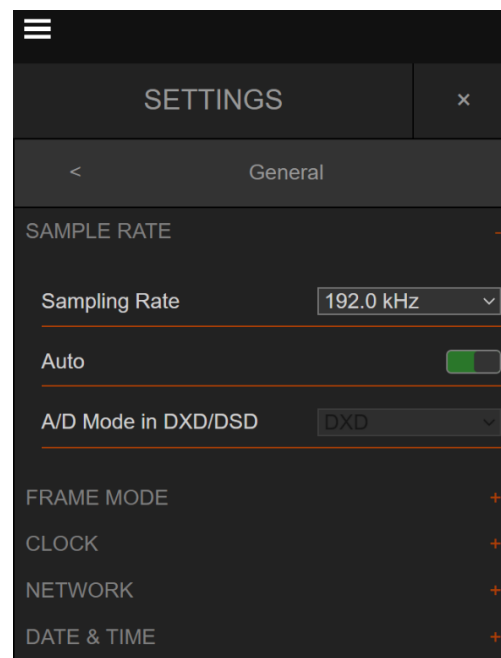 SETTINGS ×
< General
SAMPLE RATE -
Sampling Rate 192.0 kHz
Auto
A/D Mode in DXD/DSD DXD
FRAME MODE +
CLOCK +
NETWORK +
DATE & TIME +